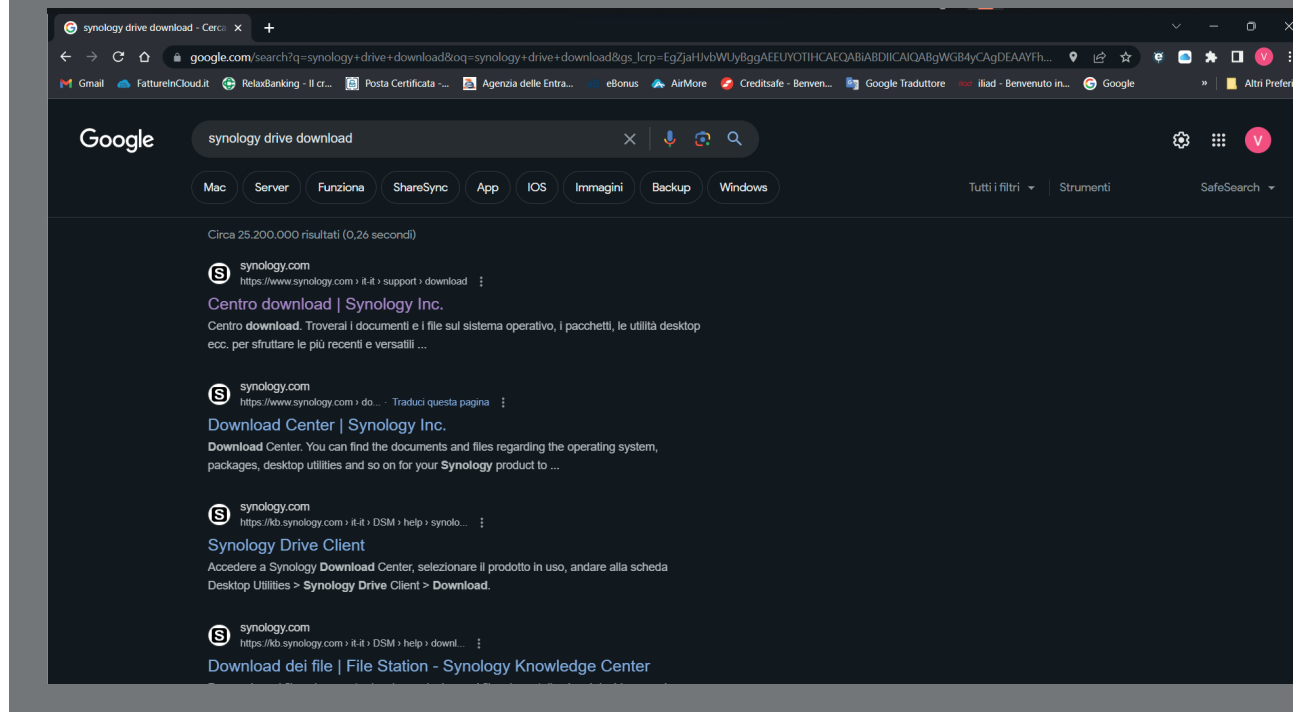 synology drive download - Cerca
google.com/search?q=synology+drive+download&oq=synology+drive+download&gs_lcrp=EgZjaHJvbWUyBggAEEUYOTIHCAEQABiABDIICAIQABgWGB4yCAgDEAAYFh...
Gmail FattureInCloud.it RelaxBanking - Il cr... Posta Certificata -... Agenzia delle Entra... eBonus AirMore Creditsafe - Benven... Google Traduttore iliad - Benvenuto in... Google » Altri Preferi
Google synology drive download V
Mac Server Funziona ShareSync App IOS Immagini Backup Windows Tutti i filtri Strumenti SafeSearch
Circa 25.200.000 risultati (0,26 secondi)
synology.com
https://www.synology.com › it-it › support › download
Centro download | Synology Inc.
Centro download. Troverai i documenti e i file sul sistema operativo, i pacchetti, le utilità desktop
ecc. per sfruttare le più recenti e versatili ...
synology.com
https://www.synology.com › do... · Traduci questa pagina
Download Center | Synology Inc.
Download Center. You can find the documents and files regarding the operating system,
packages, desktop utilities and so on for your Synology product to ...
synology.com
https://kb.synology.com › it-it › DSM › help › synolo...
Synology Drive Client
Accedere a Synology Download Center, selezionare il prodotto in uso, andare alla scheda
Desktop Utilities > Synology Drive Client > Download.
synology.com
https://kb.synology.com › it-it › DSM › help › downl...
Download dei file | File Station - Synology Knowledge Center